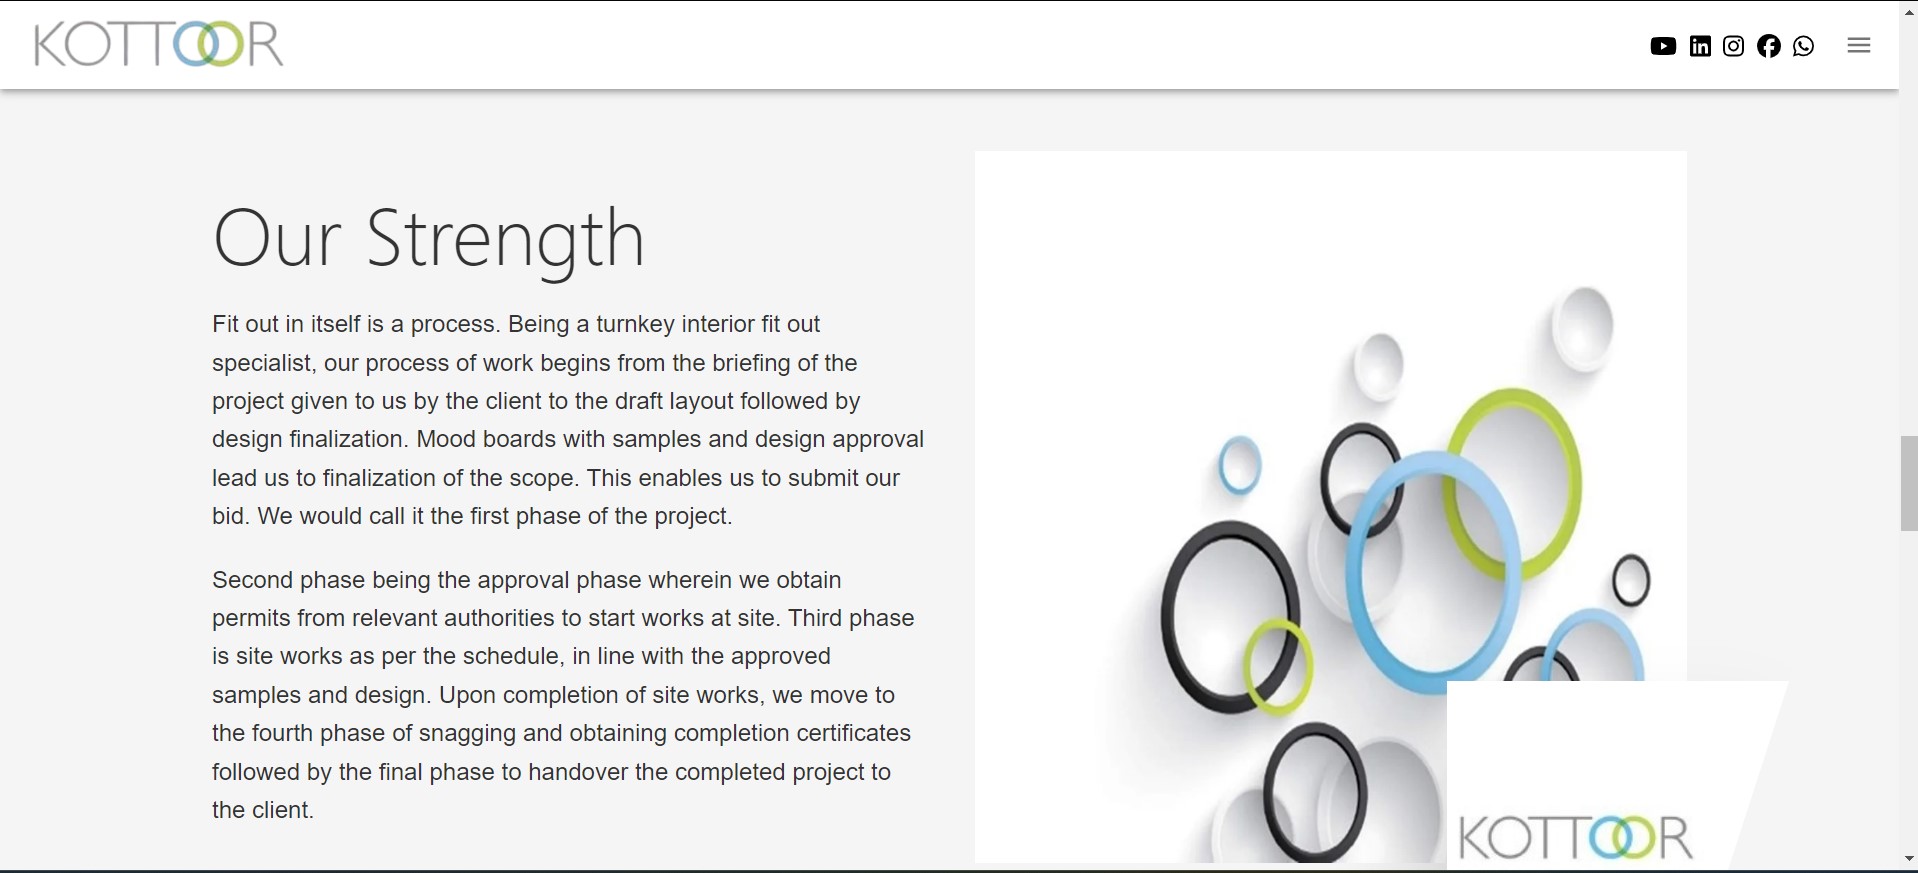 KOTTOOR
Our Strength
Fit out in itself is a process. Being a turnkey interior fit out
specialist, our process of work begins from the briefing of the
project given to us by the client to the draft layout followed by
design finalization. Mood boards with samples and design approval
lead us to finalization of the scope. This enables us to submit our
bid. We would call it the first phase of the project.
Second phase being the approval phase wherein we obtain
permits from relevant authorities to start works at site. Third phase
is site works as per the schedule, in line with the approved
samples and design. Upon completion of site works, we move to
the fourth phase of snagging and obtaining completion certificates
followed by the final phase to handover the completed project to
the client.
KOTTOOR